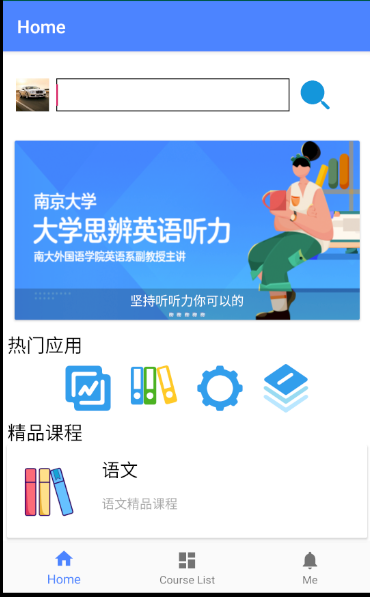 Home
南京大学
大学思辨英语听力
南大外国语学院英语系副教授主讲
坚持听听力你可以的
热门应用
精品课程
语文
语文精品课程
Home
Course List
Me